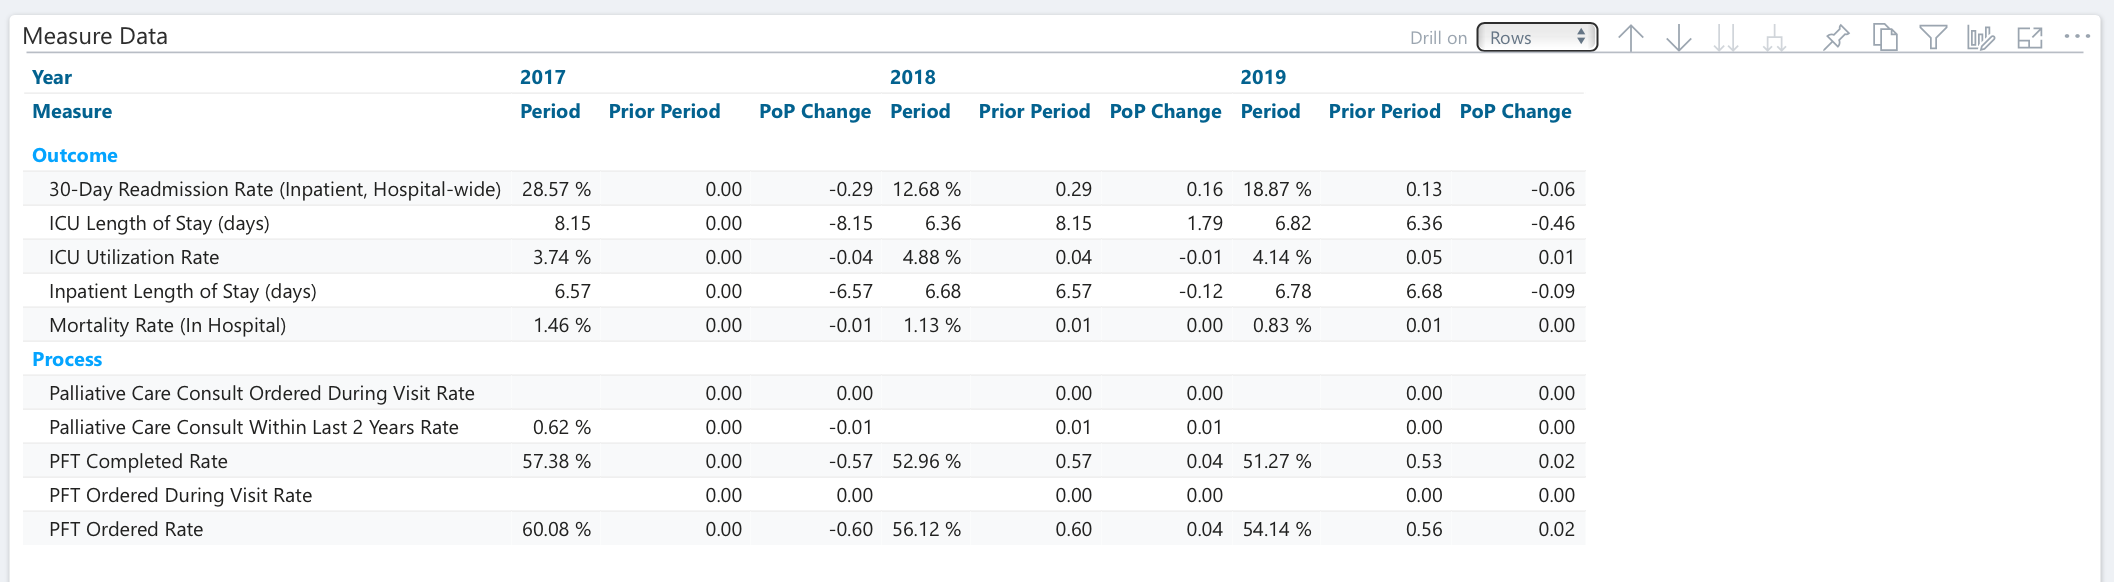 Measure Data Drill on Rows
Year 2017 2018 2019
Measure Period Prior Period PoP Change Period Prior Period PoP Change Period Prior Period PoP Change
Outcome
30-Day Readmission Rate (Inpatient, Hospital-wide) 28.57 % 0.00 -0.29 12.68 % 0.29 0.16 18.87 % 0.13 -0.06
ICU Length of Stay (days) 8.15 0.00 -8.15 6.36 8.15 1.79 6.82 6.36 -0.46
ICU Utilization Rate 3.74 % 0.00 -0.04 4.88 % 0.04 -0.01 4.14 % 0.05 0.01
Inpatient Length of Stay (days) 6.57 0.00 -6.57 6.68 6.57 -0.12 6.78 6.68 -0.09
Mortality Rate (In Hospital) 1.46 % 0.00 -0.01 1.13 % 0.01 0.00 0.83 % 0.01 0.00
Process
Palliative Care Consult Ordered During Visit Rate 0.00 0.00 0.00 0.00 0.00 0.00
Palliative Care Consult Within Last 2 Years Rate 0.62 % 0.00 -0.01 0.01 0.01 0.00 0.00
PFT Completed Rate 57.38 % 0.00 -0.57 52.96 % 0.57 0.04 51.27 % 0.53 0.02
PFT Ordered During Visit Rate 0.00 0.00 0.00 0.00 0.00 0.00
PFT Ordered Rate 60.08 % 0.00 -0.60 56.12 % 0.60 0.04 54.14 % 0.56 0.02